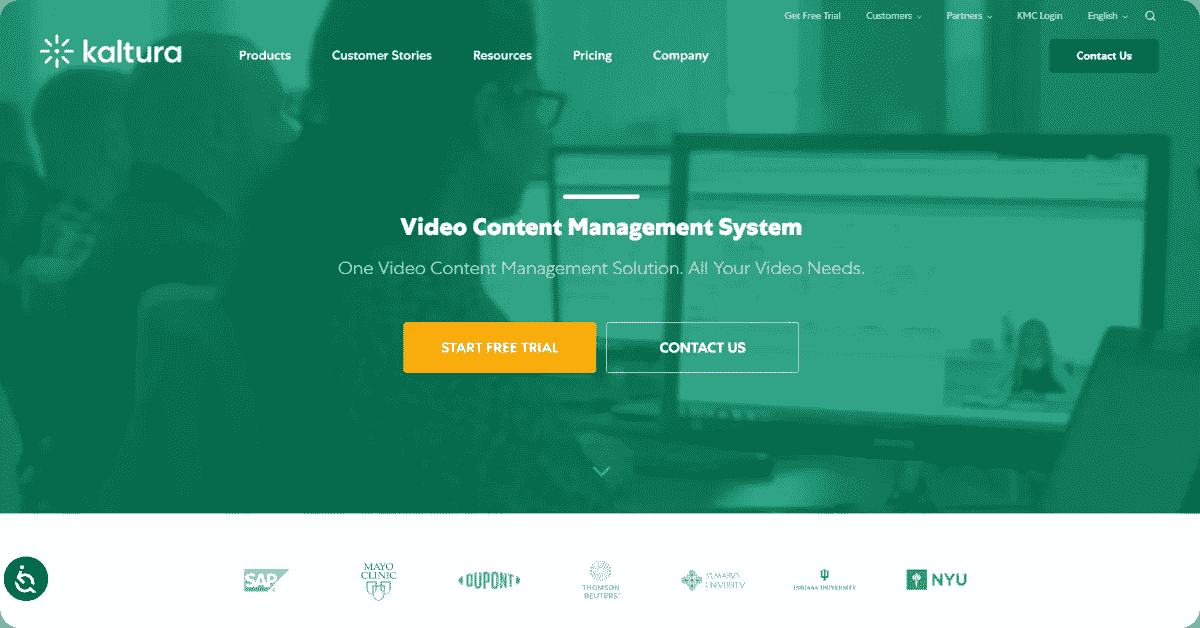 Get Free Trial Customers Partners KMC Login English
kaltura Products Customer Stories Resources Pricing Company Contact Us
Video Content Management System
One Video Content Management Solution. All Your Video Needs.
START FREE TRIAL CONTACT US
SAP
MAYO
CLINIC
DUPONT
THOMSON
REUTERS
ST. MARY'S
UNIVERSITY
INDIANA UNIVERSITY
NYU